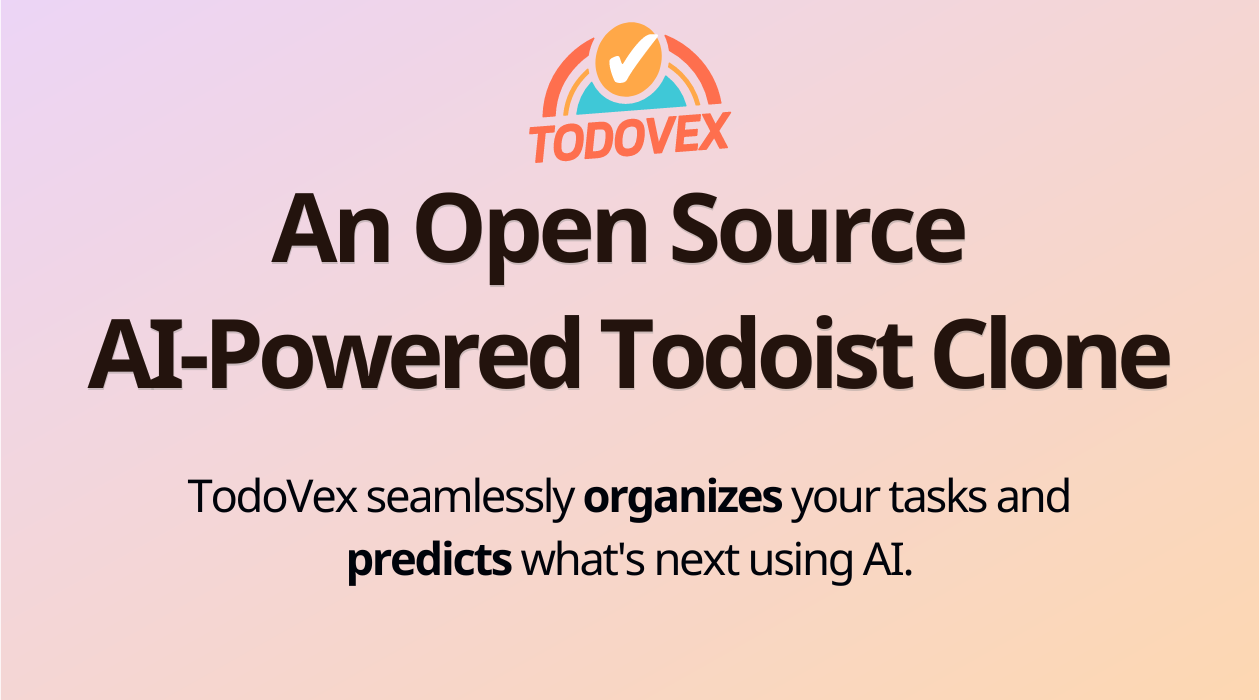 TODOVEX
An Open Source
AI-Powered Todoist Clone
TodoVex seamlessly organizes your tasks and
predicts what's next using AI.